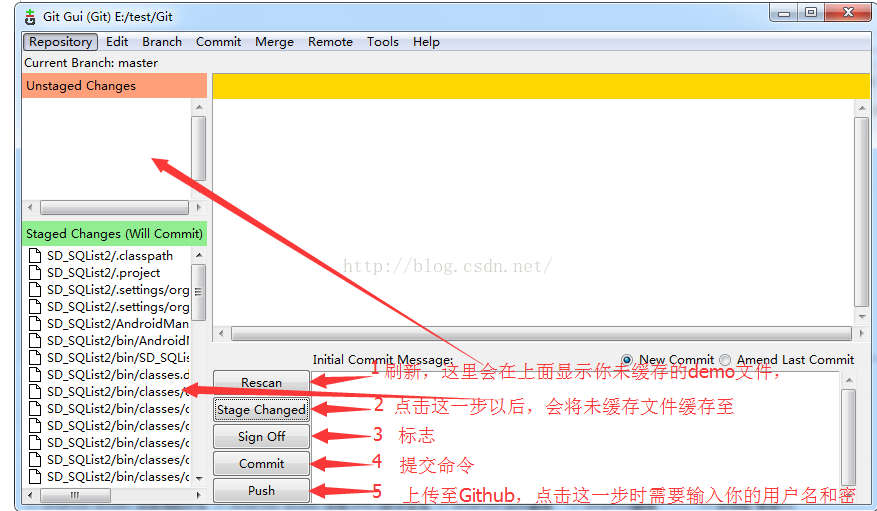 Git Gui (Git) E:/test/Git
Repository Edit Branch Commit Merge Remote Tools Help
Current Branch: master
Unstaged Changes
Staged Changes (Will Commit)
SD_SQList2/.classpath
SD_SQList2/.project
SD_SQList2/.settings/org
SD_SQList2/.settings/org
SD_SQList2/AndroidMan
SD_SQList2/bin/Android
SD_SQList2/bin/SD_SQLis
SD_SQList2/bin/classes.d
SD_SQList2/bin/classes/
SD_SQList2/bin/classes/c
SD_SQList2/bin/classes/c
SD_SQList2/bin/classes/c
SD_SQList2/bin/classes/c
SD_SQList2/bin/classes/c
http://blog.csdn.net/
Initial Commit Message: New Commit Amend Last Commit
Rescan 1 刷新，这里会在上面显示你未缓存的demo文件，
Stage Changed 2 点击这一步以后，会将未缓存文件缓存至
Sign Off 3 标志
Commit 4 提交命令
Push 5 上传至Github，点击这一步时需要输入你的用户名和密